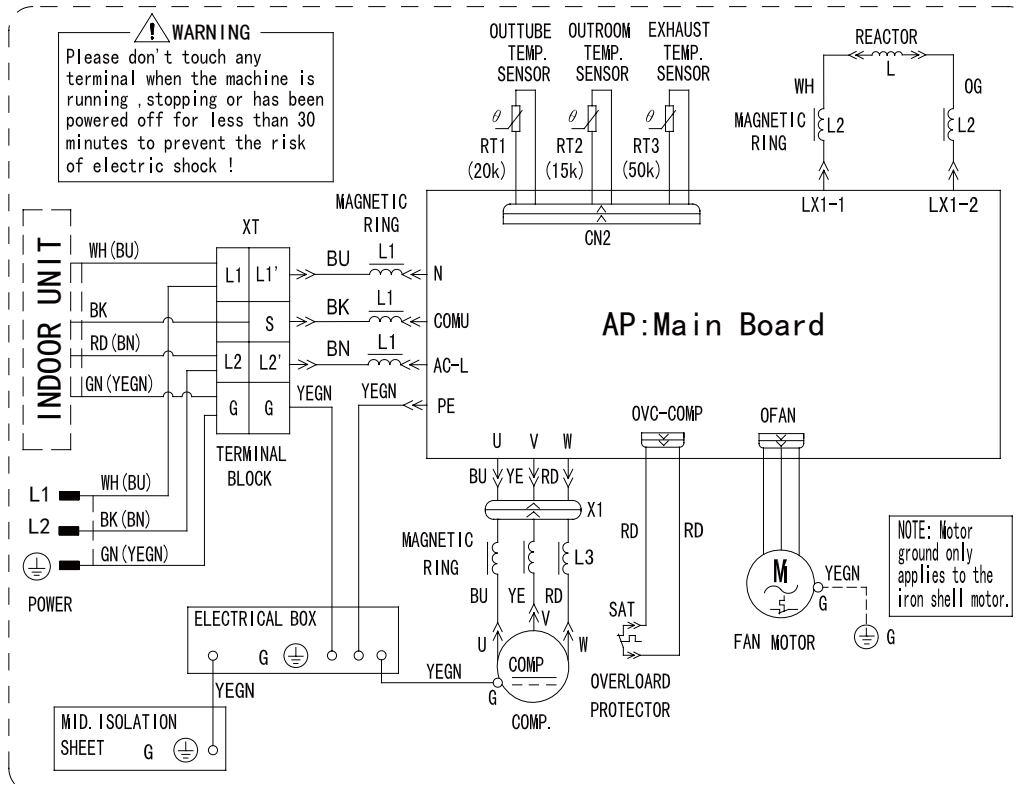 WARNING
Please don't touch any
terminal when the machine is
running ,stopping or has been
powered off for less than 30
minutes to prevent the risk
of electric shock !
OUTTUBE
TEMP.
SENSOR
OUTROOM
TEMP.
SENSOR
EXHAUST
TEMP.
SENSOR
θ
RT1
(20k)
θ
RT2
(15k)
θ
RT3
(50k)
CN2
REACTOR
L
WH
OG
MAGNETIC
RING
L2
L2
LX1-1
LX1-2
INDOOR UNIT
WH(BU)
BK
RD(BN)
GN(YEGN)
XT
L1 L1'
S
L2 L2'
G G
TERMINAL
BLOCK
MAGNETIC
RING
BU L1 N
BK L1 COMU
BN L1 AC-L
YEGN YEGN PE
AP:Main Board
U V W
BU YE RD
X1
MAGNETIC
RING
L3
BU YE RD
U V W
COMP
G
COMP.
OVC-COMP
RD RD
SAT
OVERLOARD
PROTECTOR
OFAN
M
G YEGN
G
FAN MOTOR
NOTE: Motor
ground only
applies to the
iron shell motor.
L1 WH(BU)
L2 BK(BN)
GN(YEGN)
POWER
ELECTRICAL BOX
G
YEGN
YEGN
MID. ISOLATION
SHEET G